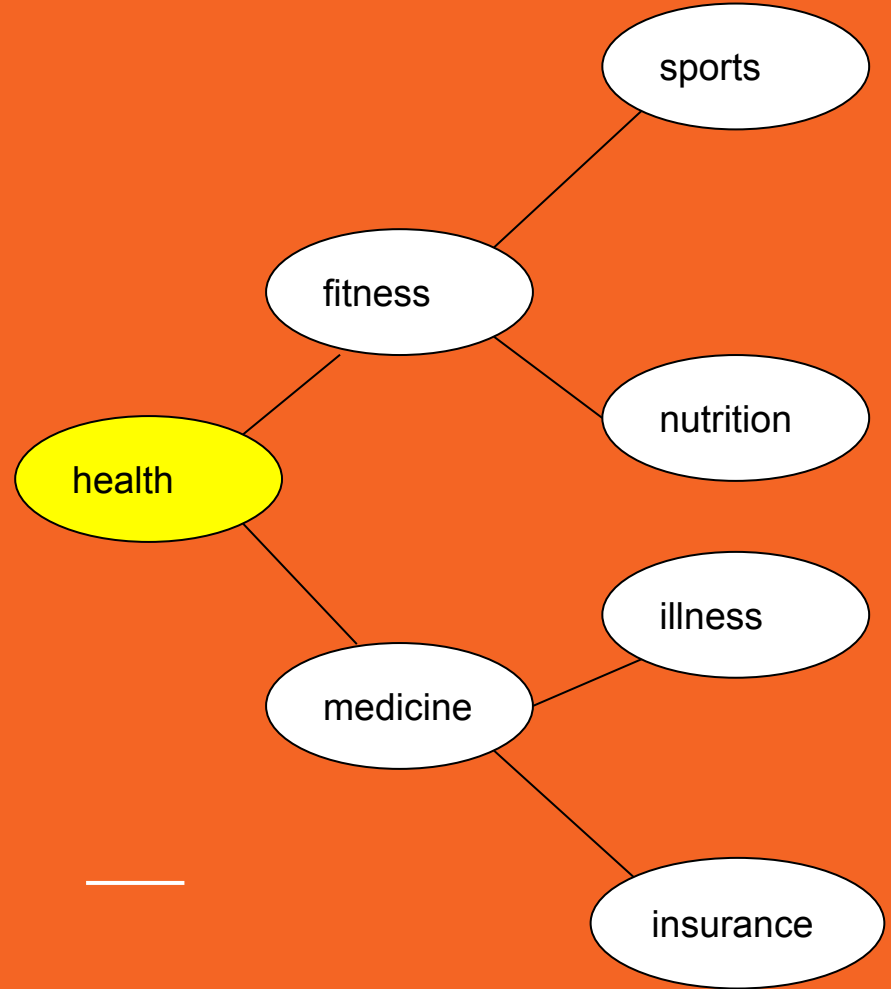 sports
fitness
nutrition
health
illness
medicine
insurance